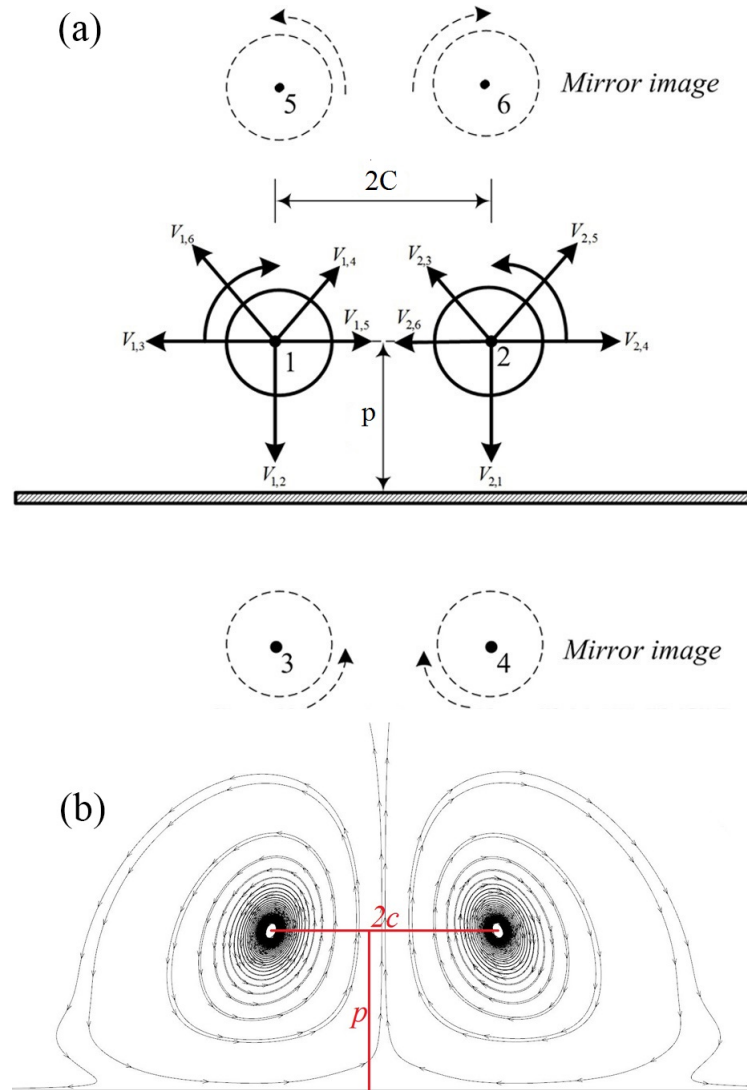 (a)
5
6
Mirror image
2C
V1,6
V1,4
V2,3
V2,5
V1,3
V1,5
V2,6
V2,4
1
2
p
V1,2
V2,1
3
4
Mirror image
(b)
2c
p